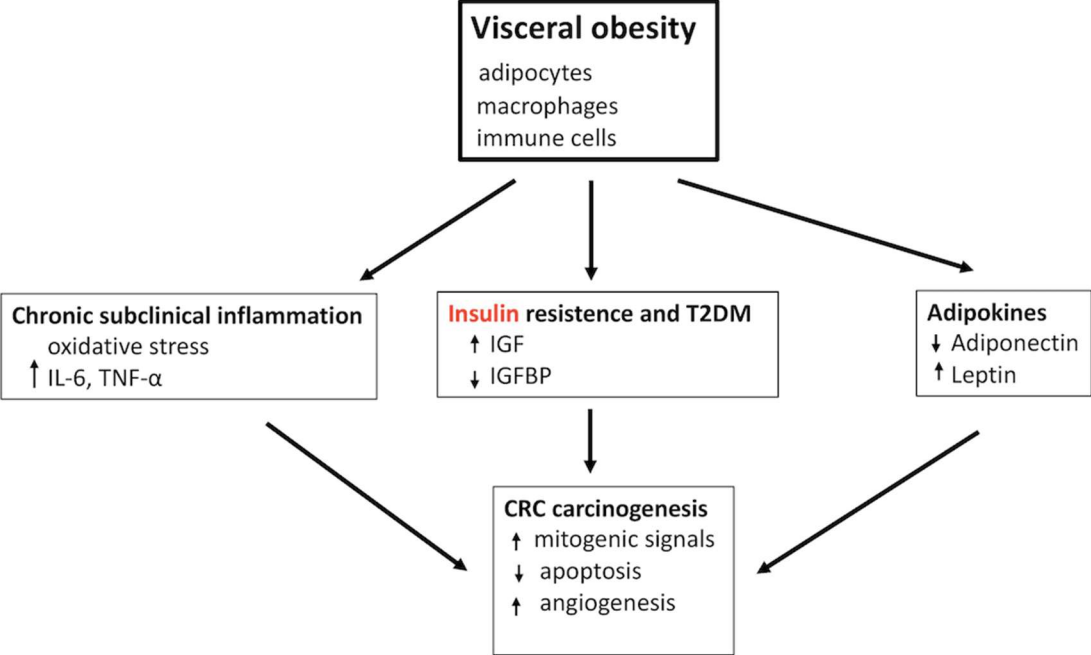 Visceral obesity
adipocytes
macrophages
immune cells
Chronic subclinical inflammation
oxidative stress
↑ IL-6, TNF-α
Insulin resistence and T2DM
↑ IGF
↓ IGFBP
Adipokines
↓ Adiponectin
↑ Leptin
CRC carcinogenesis
↑ mitogenic signals
↓ apoptosis
↑ angiogenesis